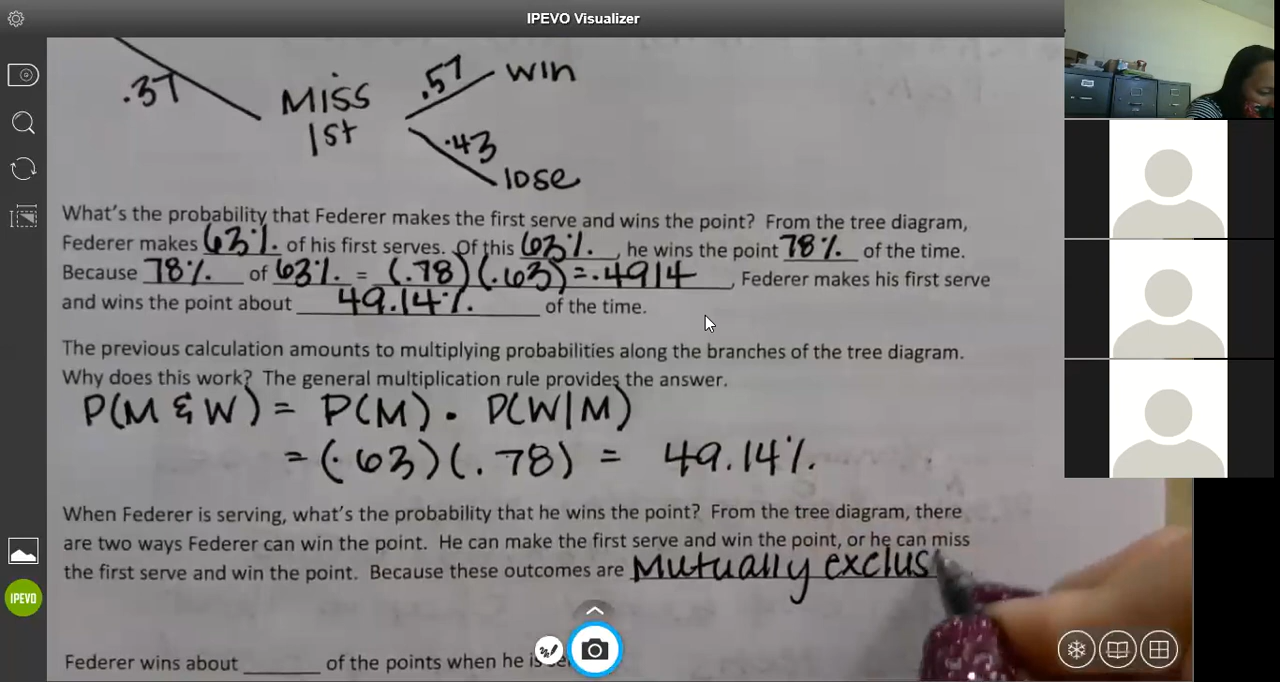 IPEVO Visualizer
.37
Miss
1st
.57
win
.43
lose
What's the probability that Federer makes the first serve and wins the point? From the tree diagram,
Federer makes 63% of his first serves. Of this 63%, he wins the point 78% of the time.
Because 78% of 63% = (.78)(.63)=.4914, Federer makes his first serve
and wins the point about 49.14% of the time.
The previous calculation amounts to multiplying probabilities along the branches of the tree diagram.
Why does this work? The general multiplication rule provides the answer.
P(M & W) = P(M) · P(W|M)
= (.63)(.78) = 49.14%
When Federer is serving, what's the probability that he wins the point? From the tree diagram, there
are two ways Federer can win the point. He can make the first serve and win the point, or he can miss
the first serve and win the point. Because these outcomes are Mutually exclus
Federer wins about ______ of the points when he is
IPEVO